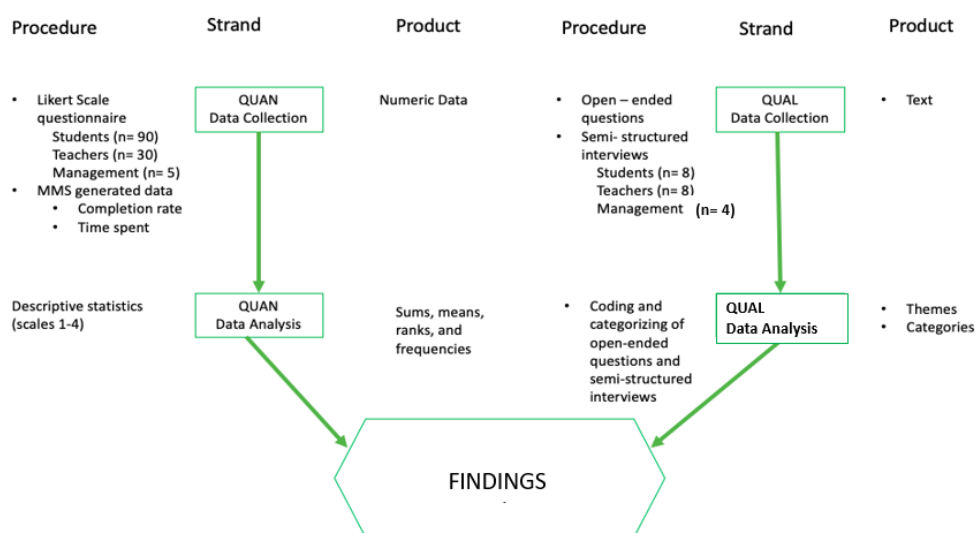 Procedure
Strand
Product
Procedure
Strand
Product
• Likert Scale
questionnaire
Students (n= 90)
Teachers (n= 30)
Management (n= 5)
• MMS generated data
• Completion rate
• Time spent
QUAN
Data Collection
Numeric Data
• Open – ended
questions
• Semi- structured
interviews
Students (n= 8)
Teachers (n= 8)
Management (n= 4)
QUAL
Data Collection
• Text
Descriptive statistics
(scales 1-4)
QUAN
Data Analysis
Sums, means,
ranks, and
frequencies
• Coding and
categorizing of
open-ended
questions and
semi-structured
interviews
QUAL
Data Analysis
• Themes
• Categories
FINDINGS